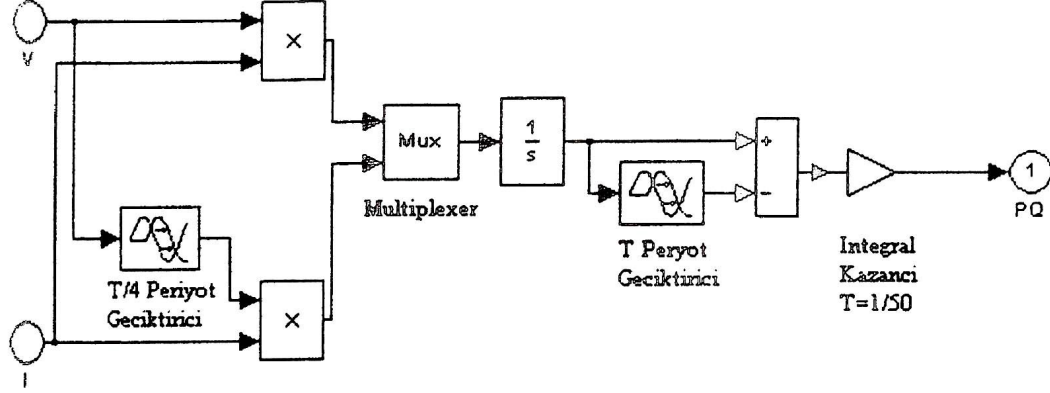 V
×
Mux
1
s
+
−
1
PQ
Multiplexer
T/4 Periyot
Geciktirici
×
T Peryot
Geciktirici
Integral
Kazanci
T=1/50
I